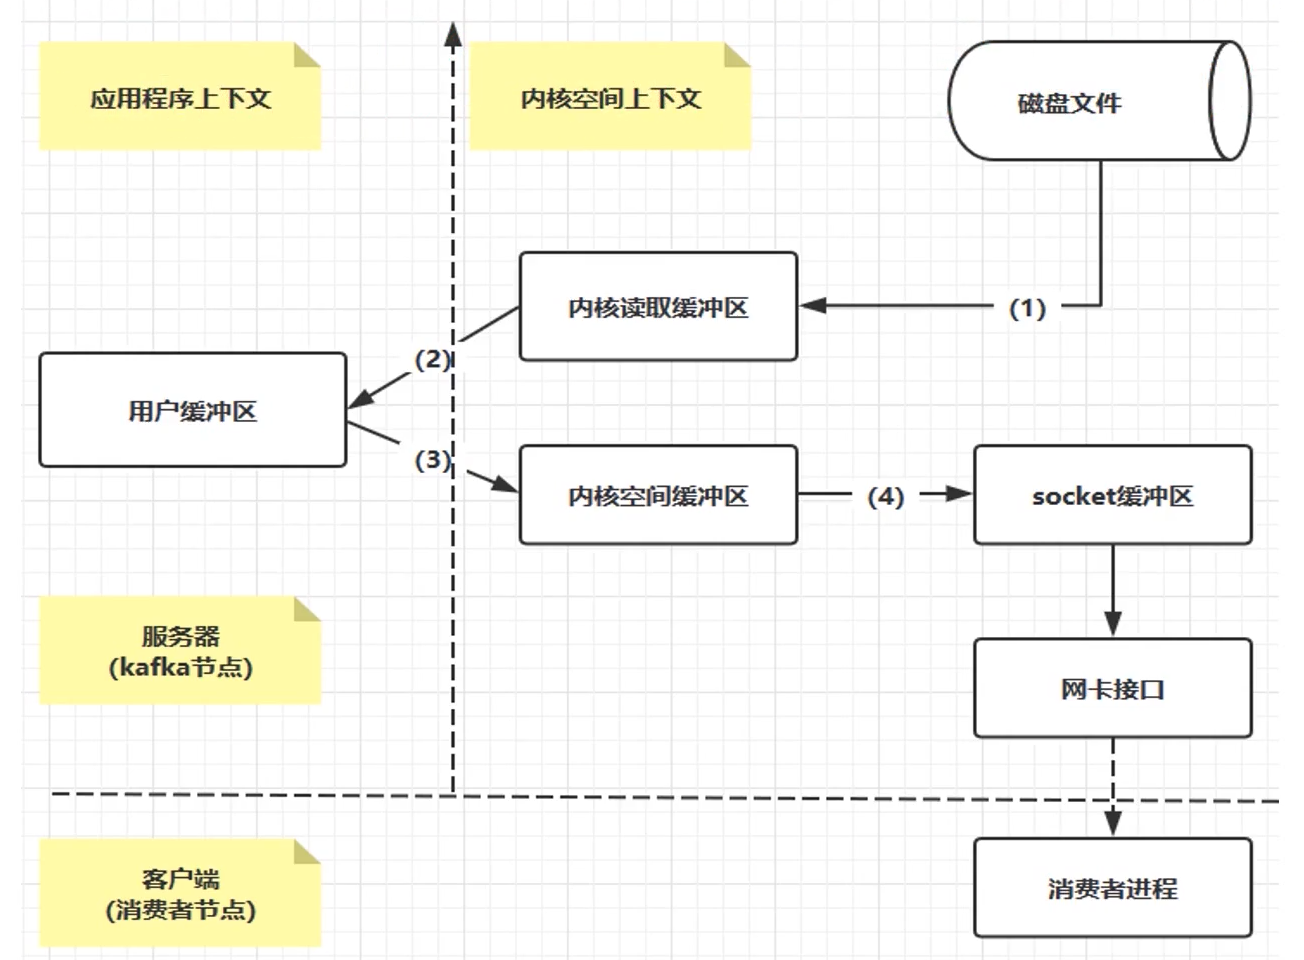 应用程序上下文
内核空间上下文
磁盘文件
内核读取缓冲区
(1)
(2)
用户缓冲区
(3)
内核空间缓冲区
(4)
socket缓冲区
服务器
(kafka节点)
网卡接口
客户端
(消费者节点)
消费者进程